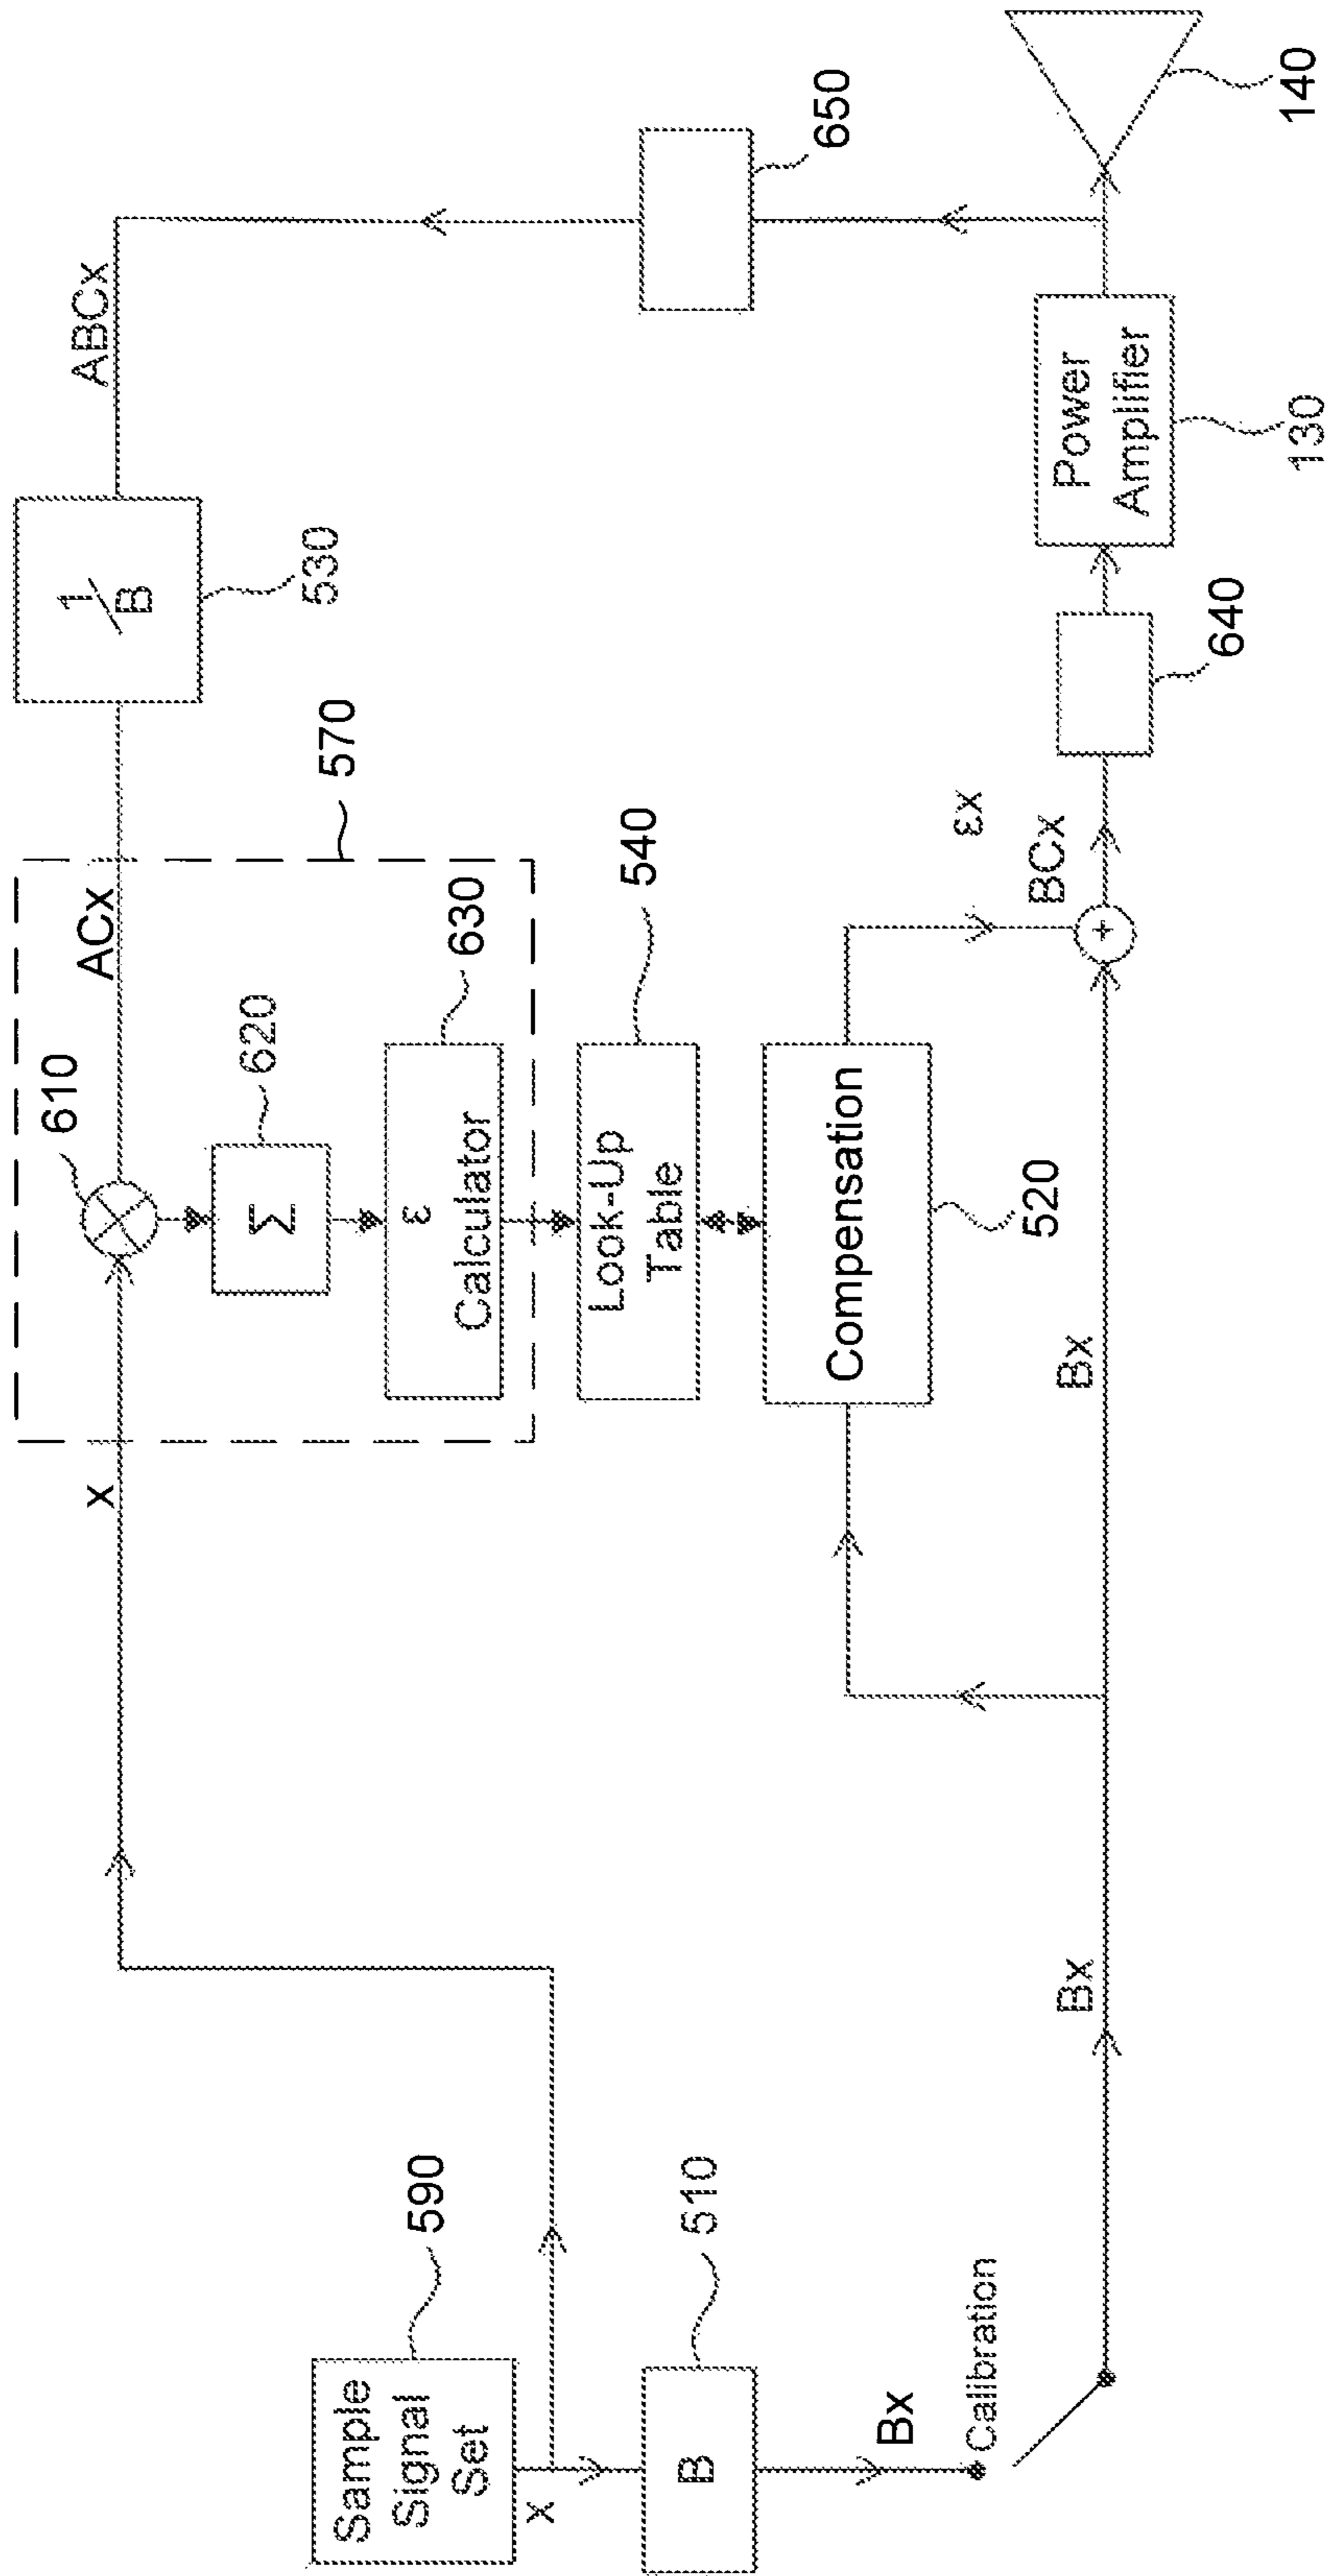 Sample
Signal
Set
590
x
B
510
Bx
Calibration
x
610
ACx
570
Σ
620
ε
Calculator
630
Look-Up
Table
540
Compensation
520
Bx
Bx
+
εx
BCx
640
Power
Amplifier
130
140
650
ABCx
1/B
530